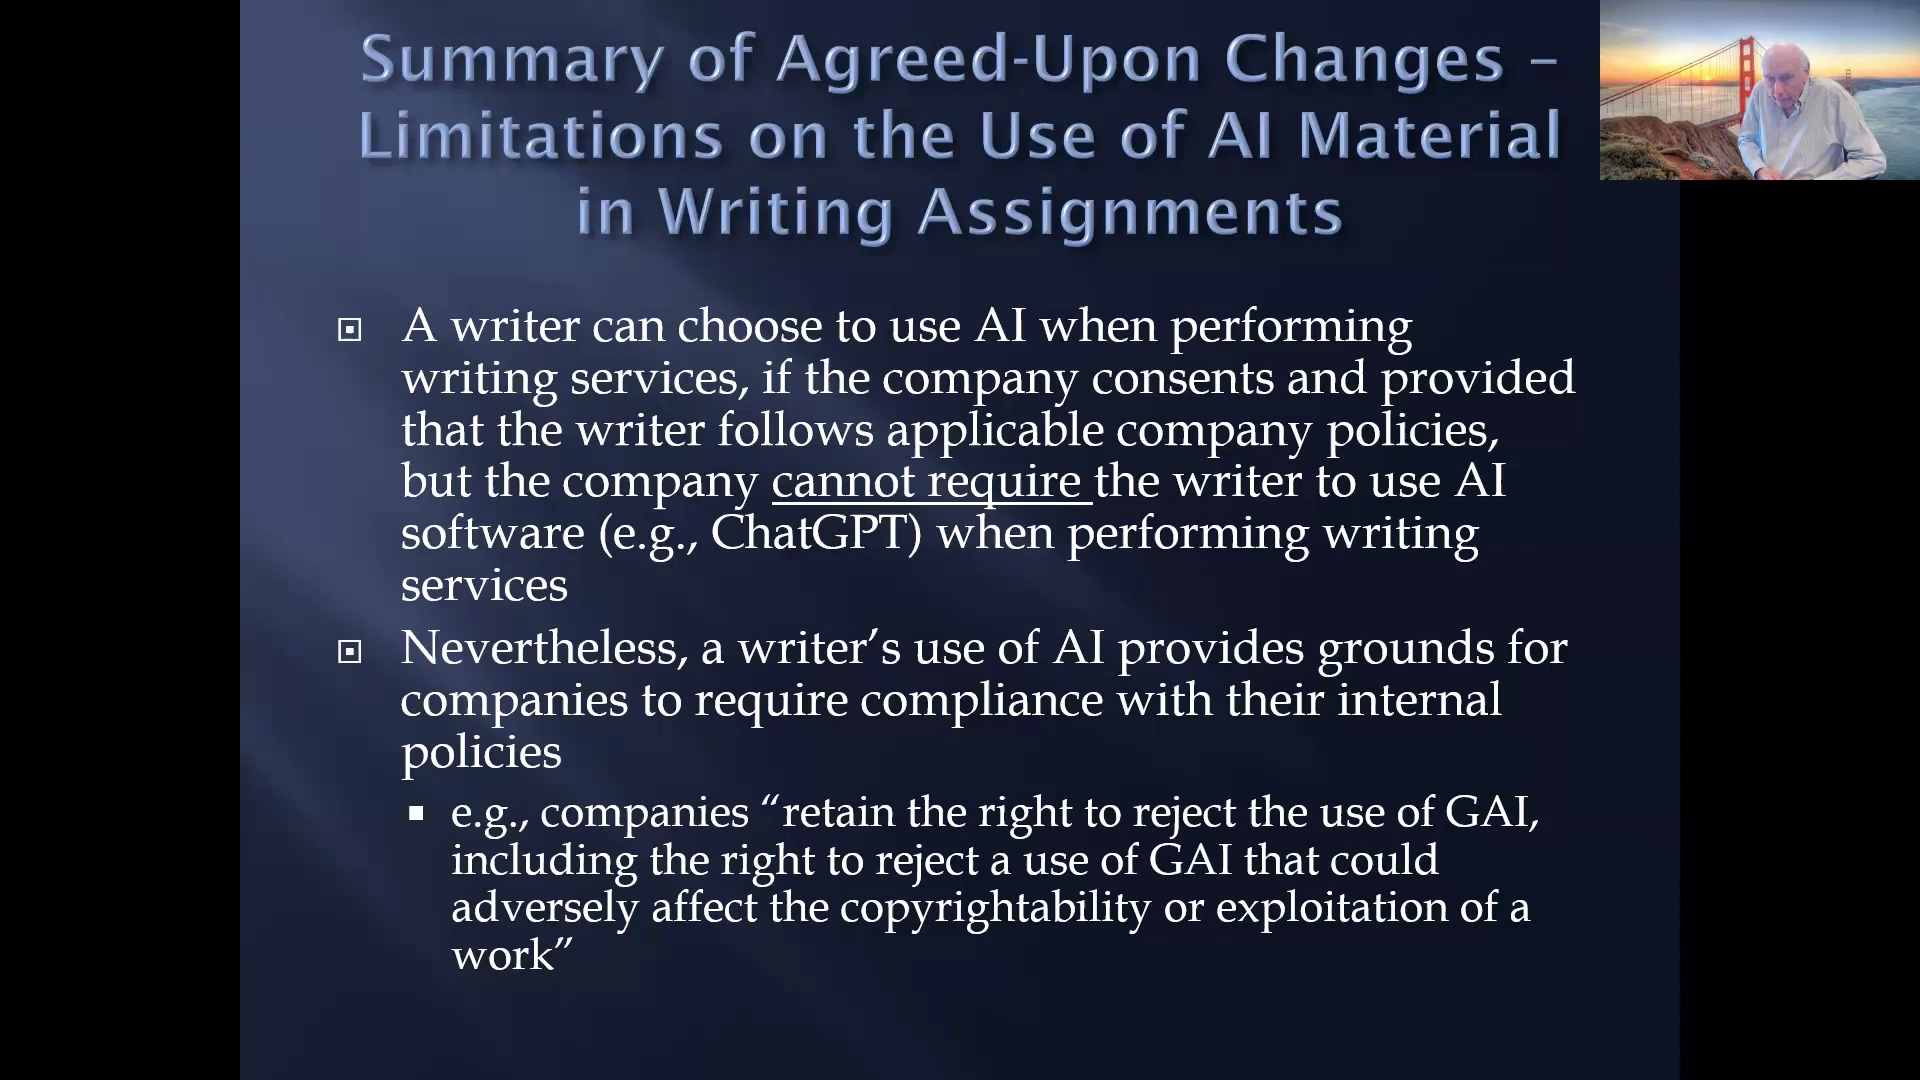 Summary of Agreed-Upon Changes –
Limitations on the Use of AI Material
in Writing Assignments
A writer can choose to use AI when performing
writing services, if the company consents and provided
that the writer follows applicable company policies,
but the company cannot require the writer to use AI
software (e.g., ChatGPT) when performing writing
services
Nevertheless, a writer’s use of AI provides grounds for
companies to require compliance with their internal
policies
e.g., companies “retain the right to reject the use of GAI,
including the right to reject a use of GAI that could
adversely affect the copyrightability or exploitation of a
work”